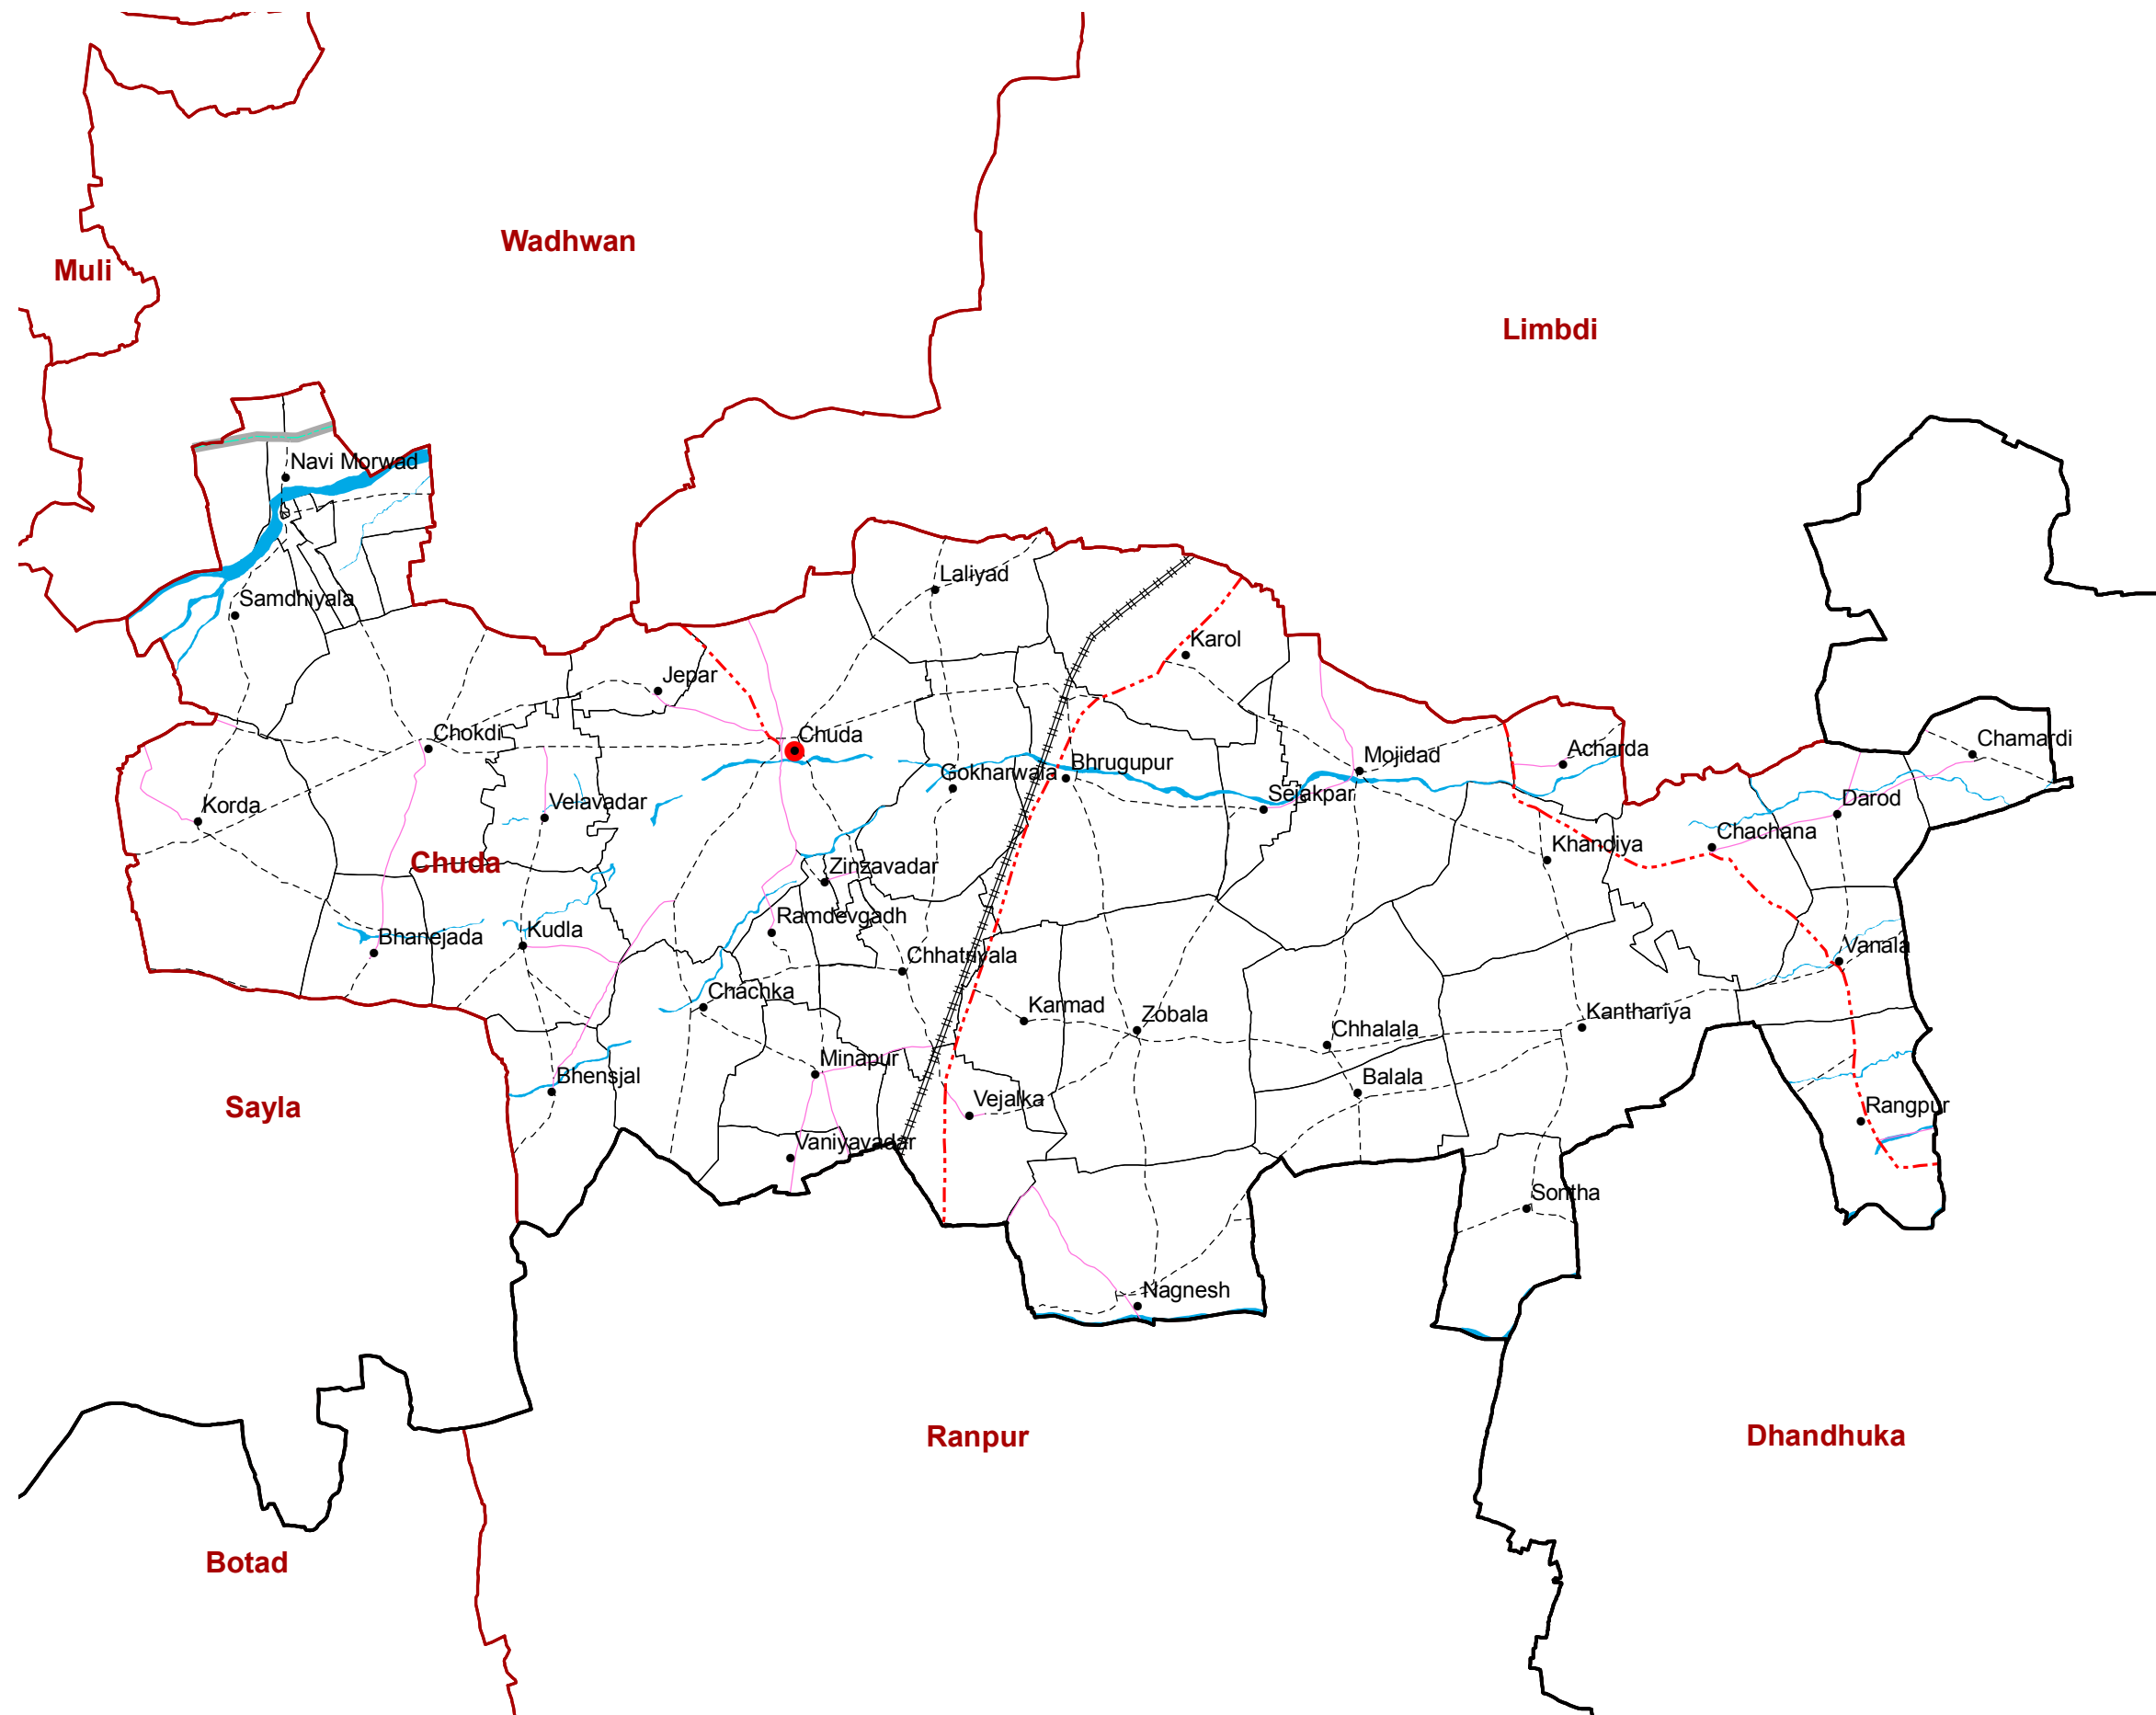 Wadhwan
Muli
Limbdi
Navi Morwad
Laliyad
Samdhiyala
Karol
Jepar
Chokdi
Chuda
Chamardi
Acharda
Mojidad
Bhrugupur
Gokharwala
Sejakpar
Darod
Korda
Velavadar
Chachana
Khandiya
Chuda
Zinzavadar
Ramdevgadh
Kudla
Bhanejada
Vanala
Chhatriyala
Chachka
Karmad
Zobala
Kanthariya
Chhalala
Minapur
Bhensjal
Balala
Vejalka
Rangpur
Sayla
Vaniyavadar
Sontha
Nagnesh
Ranpur
Dhandhuka
Botad